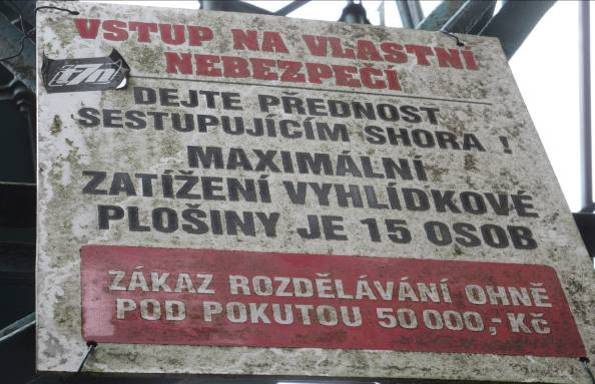 VSTUP NA VLASTNÍ
NEBEZPEČÍ
DEJTE PŘEDNOST
SESTUPUJÍCÍM SHORA !
MAXIMÁLNÍ
ZATÍŽENÍ VYHLÍDKOVÉ
PLOŠINY JE 15 OSOB
ZÁKAZ ROZDĚLÁVÁNÍ OHNĚ
POD POKUTOU 50 000,- KČ